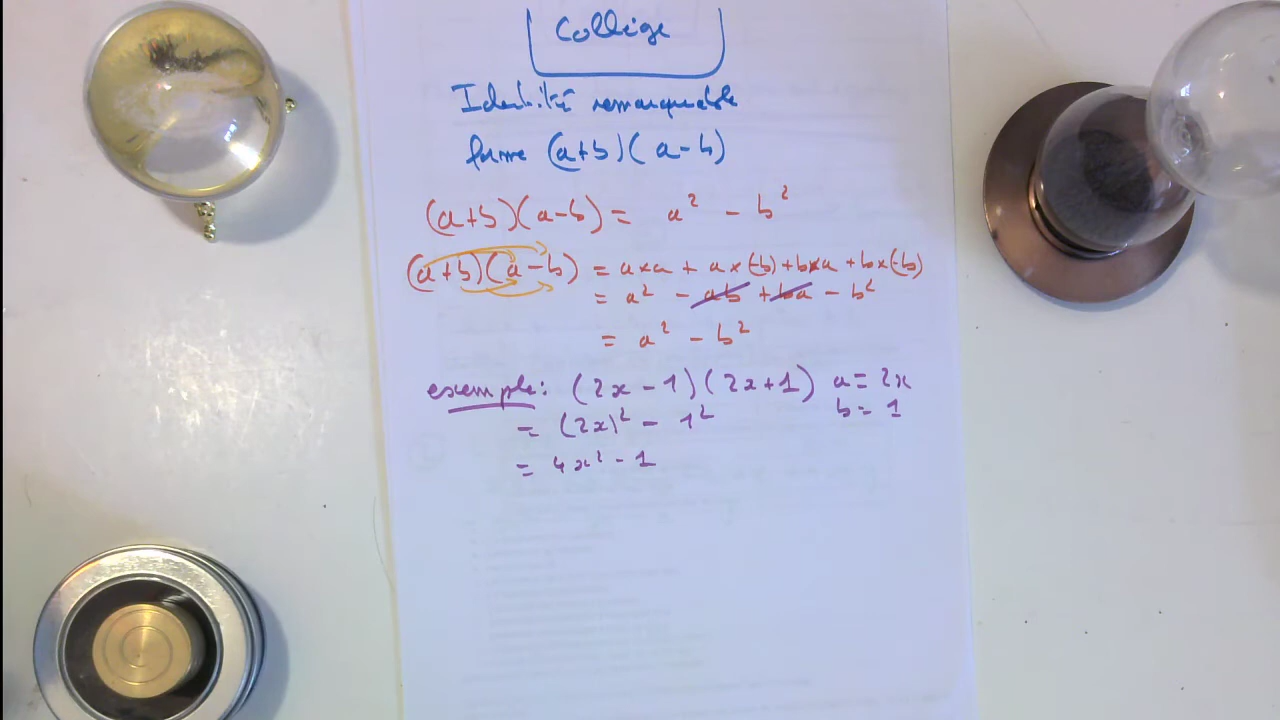 Collège
Identité remarquable
forme (a+b)(a-b)
(a+b)(a-b) = a² - b²
(a+b)(a-b) = a×a + a×(-b)+b×a + b×(-b)
= a² - ab + ba - b²
= a² - b²
exemple: (2x - 1)(2x+1) a = 2x
b = 1
= (2x)² - 1²
= 4x² - 1